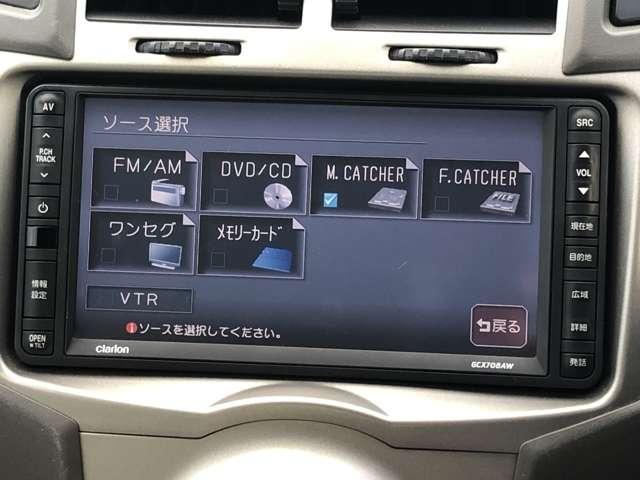 AV
P.CH
TRACK
情報
設定
OPEN
TILT
ソース選択
FM/AM
DVD/CD
M.CATCHER
F.CATCHER
FILE
ワンセグ
ﾒﾓﾘｰｶｰﾄﾞ
VTR
戻る
ソースを選択してください。
clarion
GCX708AW
SRC
VOL
現在地
目的地
広域
詳細
発話